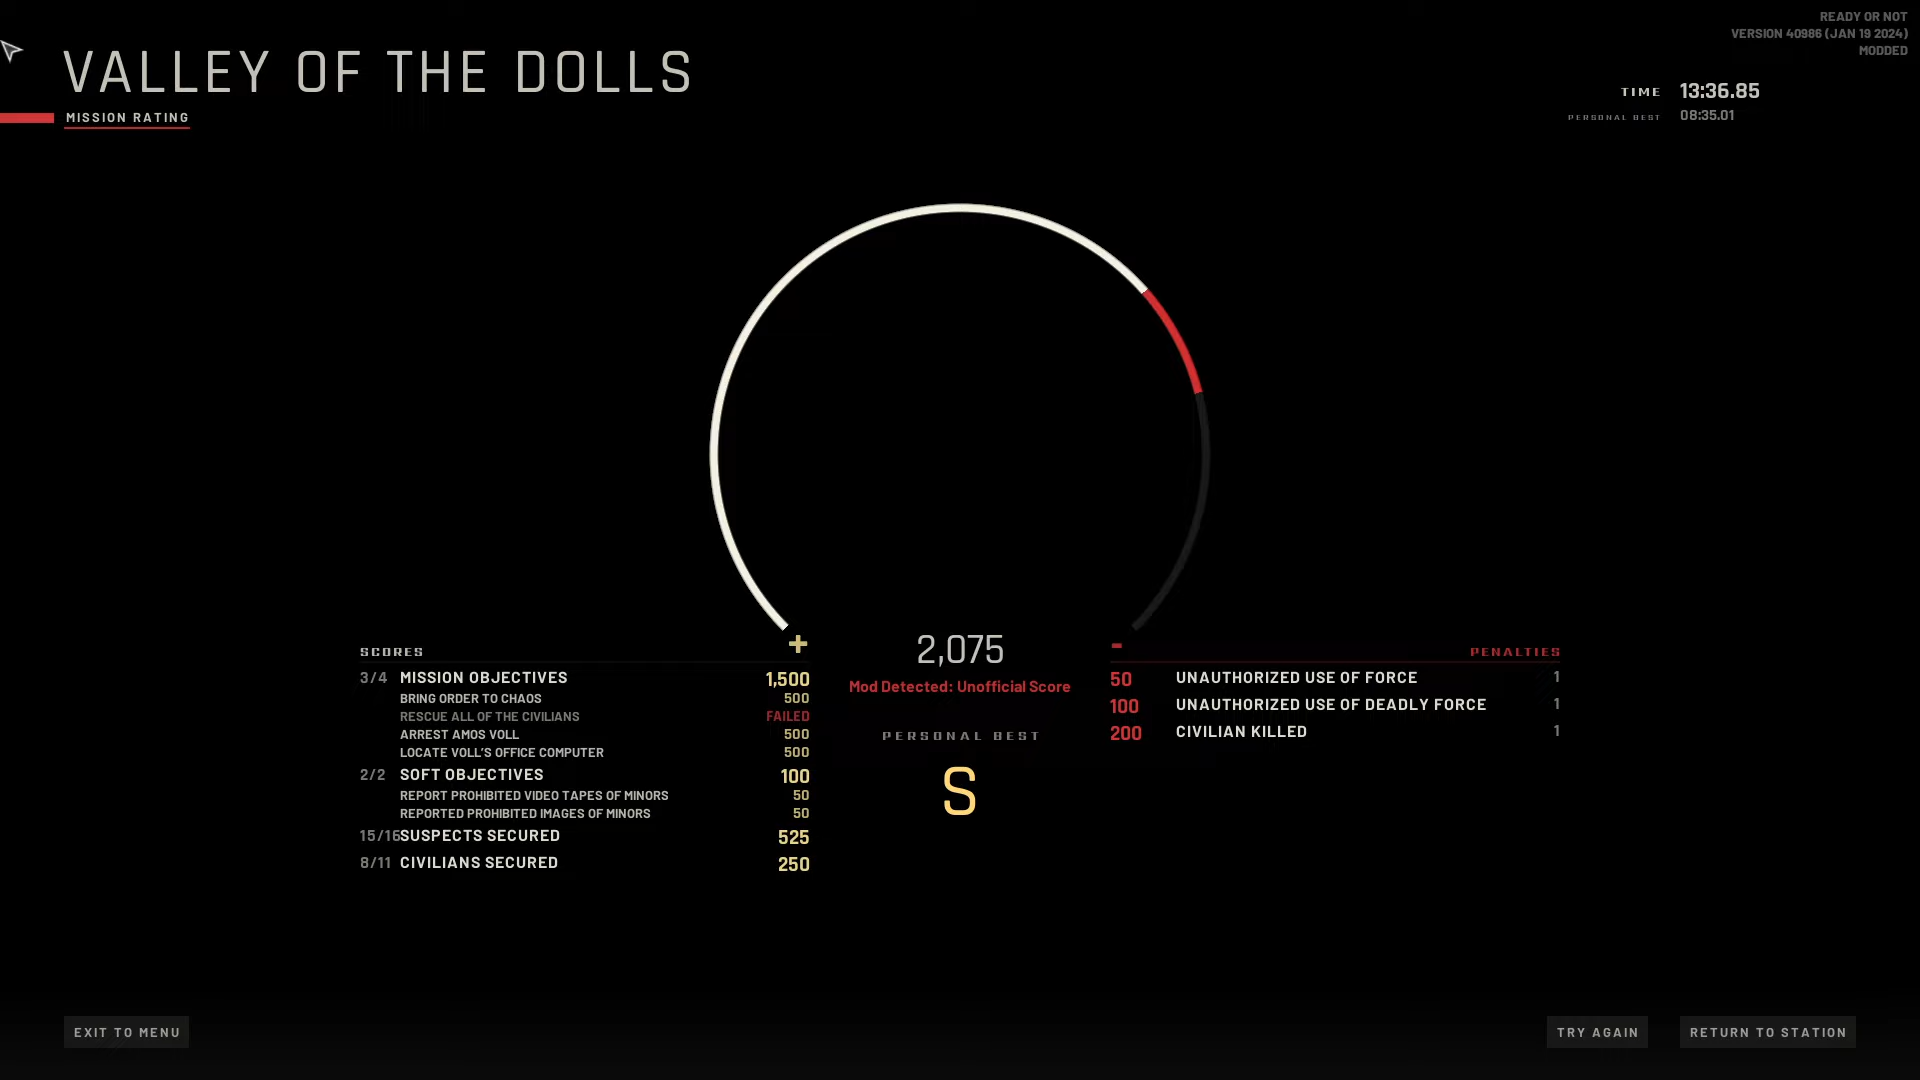 READY OR NOT
VERSION 40986 (JAN 19 2024)
MODDED
VALLEY OF THE DOLLS
MISSION RATING
TIME 13:36.85
PERSONAL BEST 08:35.01
SCORES +
3/4 MISSION OBJECTIVES 1,500
BRING ORDER TO CHAOS 500
RESCUE ALL OF THE CIVILIANS FAILED
ARREST AMOS VOLL 500
LOCATE VOLL'S OFFICE COMPUTER 500
2/2 SOFT OBJECTIVES 100
REPORT PROHIBITED VIDEO TAPES OF MINORS 50
REPORTED PROHIBITED IMAGES OF MINORS 50
15/16 SUSPECTS SECURED 525
8/11 CIVILIANS SECURED 250
2,075
Mod Detected: Unofficial Score
PERSONAL BEST
S
- PENALTIES
50 UNAUTHORIZED USE OF FORCE 1
100 UNAUTHORIZED USE OF DEADLY FORCE 1
200 CIVILIAN KILLED 1
EXIT TO MENU
TRY AGAIN
RETURN TO STATION